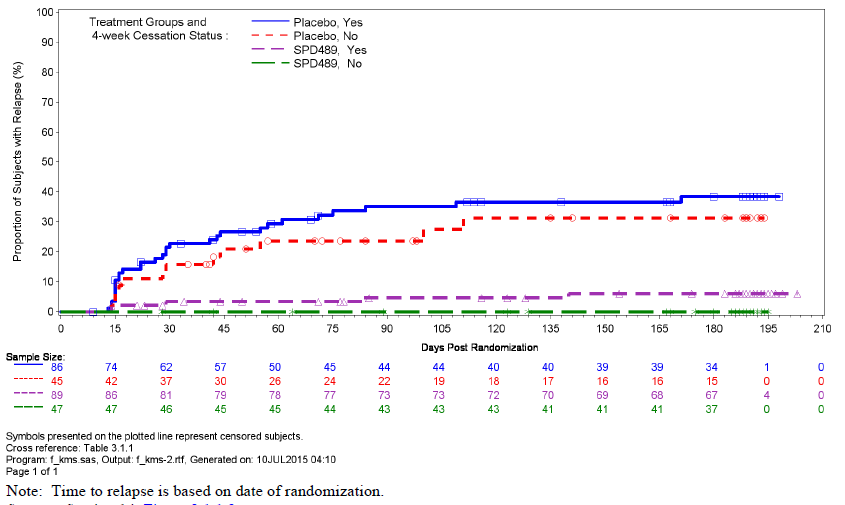 Treatment Groups and
4-week Cessation Status :
Placebo, Yes
Placebo, No
SPD489, Yes
SPD489, No
Proportion of Subjects with Relapse (%)
100
90
80
70
60
50
40
30
20
10
0
0 15 30 45 60 75 90 105 120 135 150 165 180 195 210
Days Post Randomization
Sample Size:
86 74 62 57 50 45 44 44 40 40 39 39 34 1 0
45 42 37 30 26 24 22 19 18 17 16 16 15 0 0
89 86 81 79 78 77 73 73 72 70 69 68 67 4 0
47 47 46 45 45 44 43 43 43 41 41 41 37 0 0
Symbols presented on the plotted line represent censored subjects.
Cross reference: Table 3.1.1
Program: f_kms.sas, Output: f_kms-2.rtf, Generated on: 10JUL2015 04:10
Page 1 of 1
Note: Time to relapse is based on date of randomization.